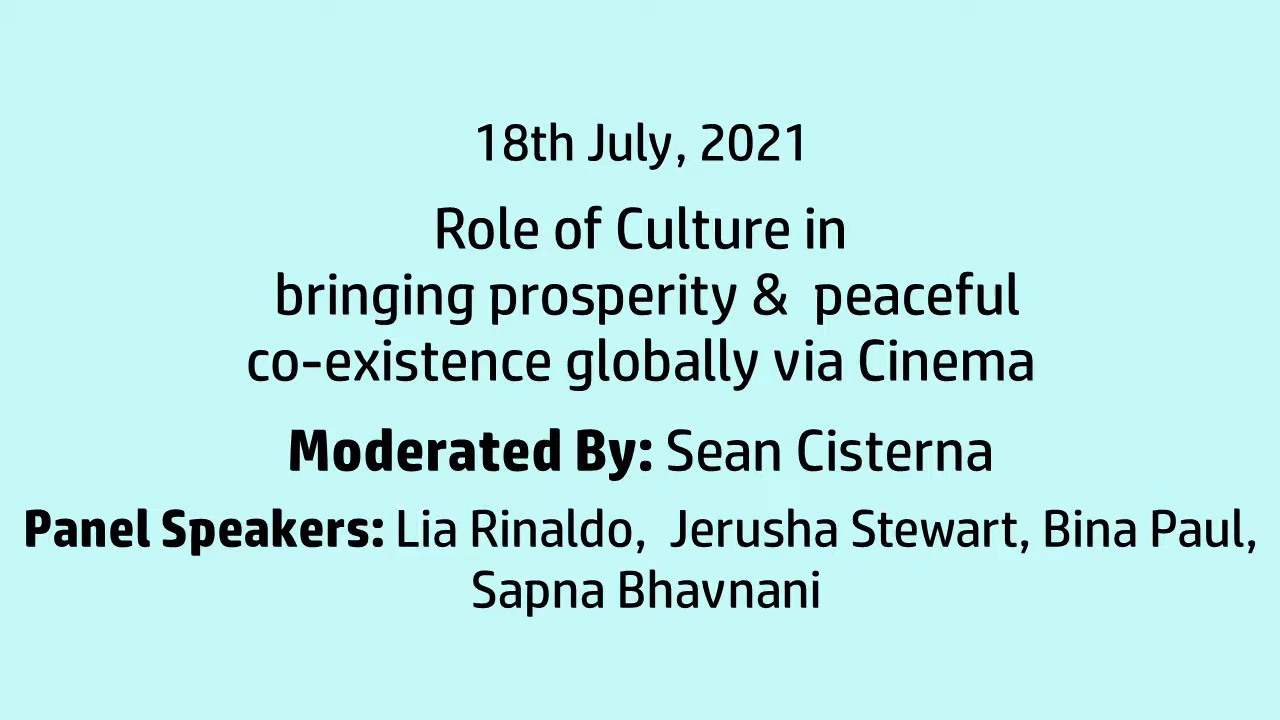 18th July, 2021
Role of Culture in
bringing prosperity &  peaceful
co-existence globally via Cinema
Moderated By: Sean Cisterna
Panel Speakers: Lia Rinaldo,  Jerusha Stewart, Bina Paul,
Sapna Bhavnani